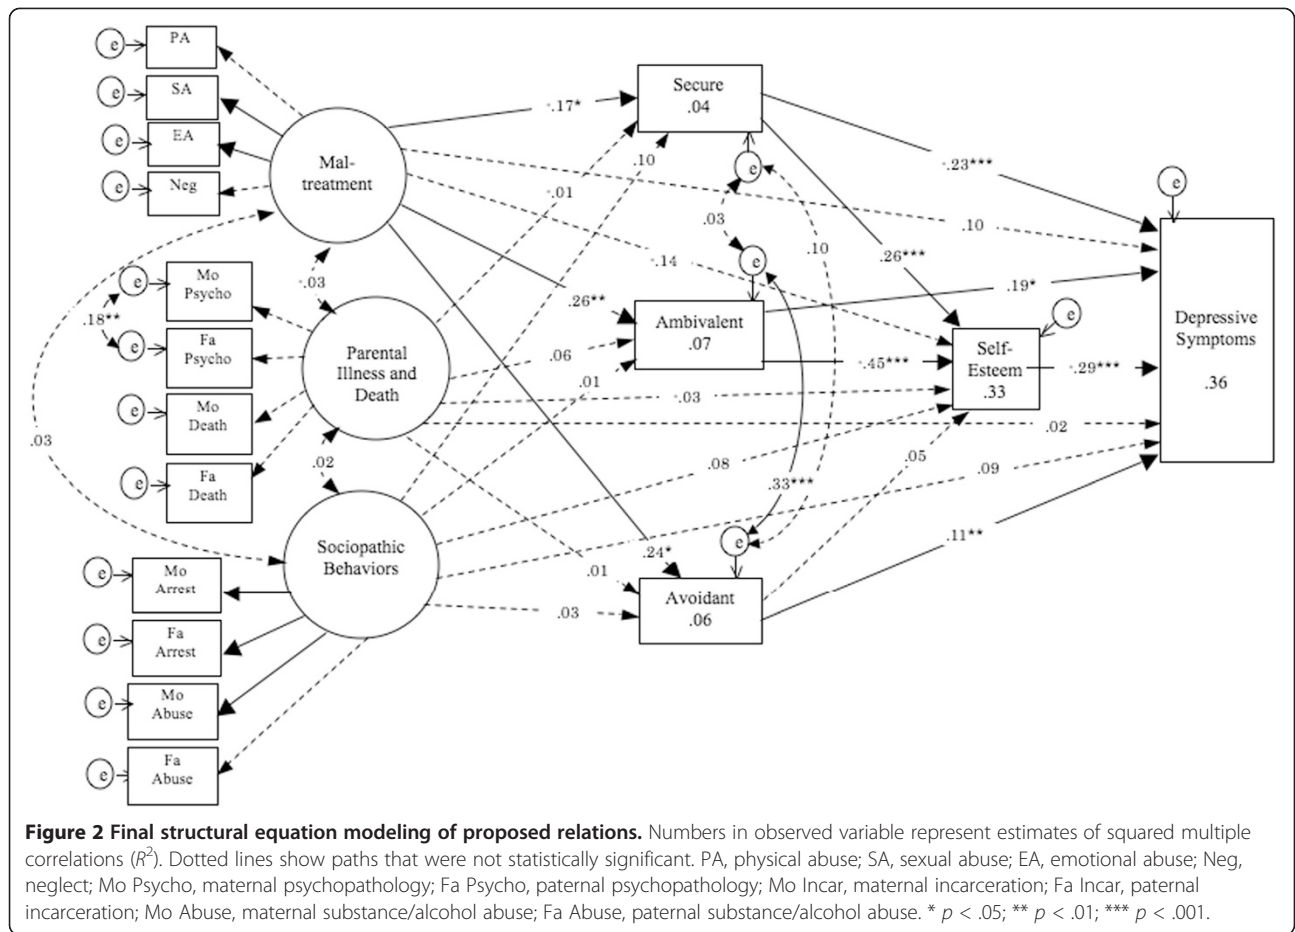 PA
e
SA
e
EA
e
Neg
e
Mal-
treatment
Secure
.04
e
-.17*
.10
-.01
-.23***
.10
e
.03
.10
e
-.14
.26***
.26**
Ambivalent
.07
.19*
e
Self-
Esteem
.33
-.45***
-.29***
Depressive
Symptoms
.36
Mo
Psycho
e
.18**
Fa
Psycho
e
Mo
Death
e
Fa
Death
e
-.03
Parental
Illness and
Death
.06
.01
-.03
.02
.03
.02
.08
.09
.05
.33***
Sociopathic
Behaviors
.24*
e
.01
.03
Avoidant
.06
.11**
Mo
Arrest
e
Fa
Arrest
e
Mo
Abuse
e
Fa
Abuse
e
Figure 2 Final structural equation modeling of proposed relations. Numbers in observed variable represent estimates of squared multiple
correlations (R²). Dotted lines show paths that were not statistically significant. PA, physical abuse; SA, sexual abuse; EA, emotional abuse; Neg,
neglect; Mo Psycho, maternal psychopathology; Fa Psycho, paternal psychopathology; Mo Incar, maternal incarceration; Fa Incar, paternal
incarceration; Mo Abuse, maternal substance/alcohol abuse; Fa Abuse, paternal substance/alcohol abuse. * p < .05; ** p < .01; *** p < .001.